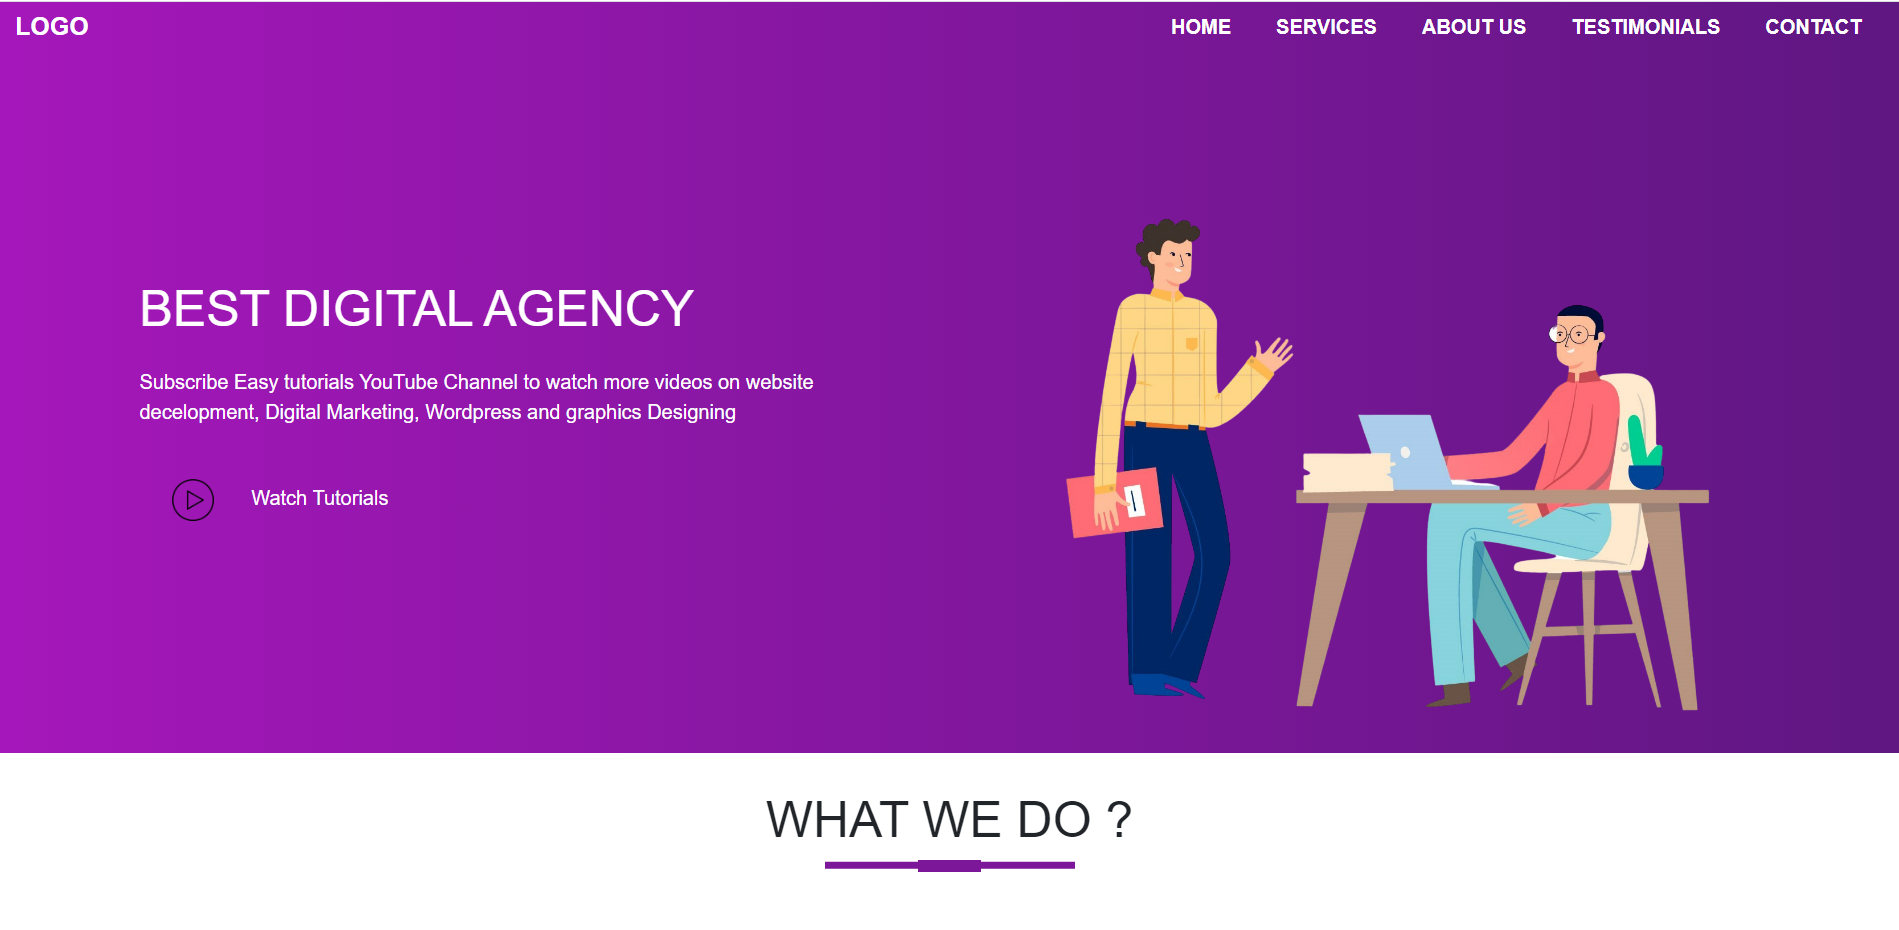 LOGO
HOME SERVICES ABOUT US TESTIMONIALS CONTACT
BEST DIGITAL AGENCY
Subscribe Easy tutorials YouTube Channel to watch more videos on website
decelopment, Digital Marketing, Wordpress and graphics Designing
Watch Tutorials
WHAT WE DO ?